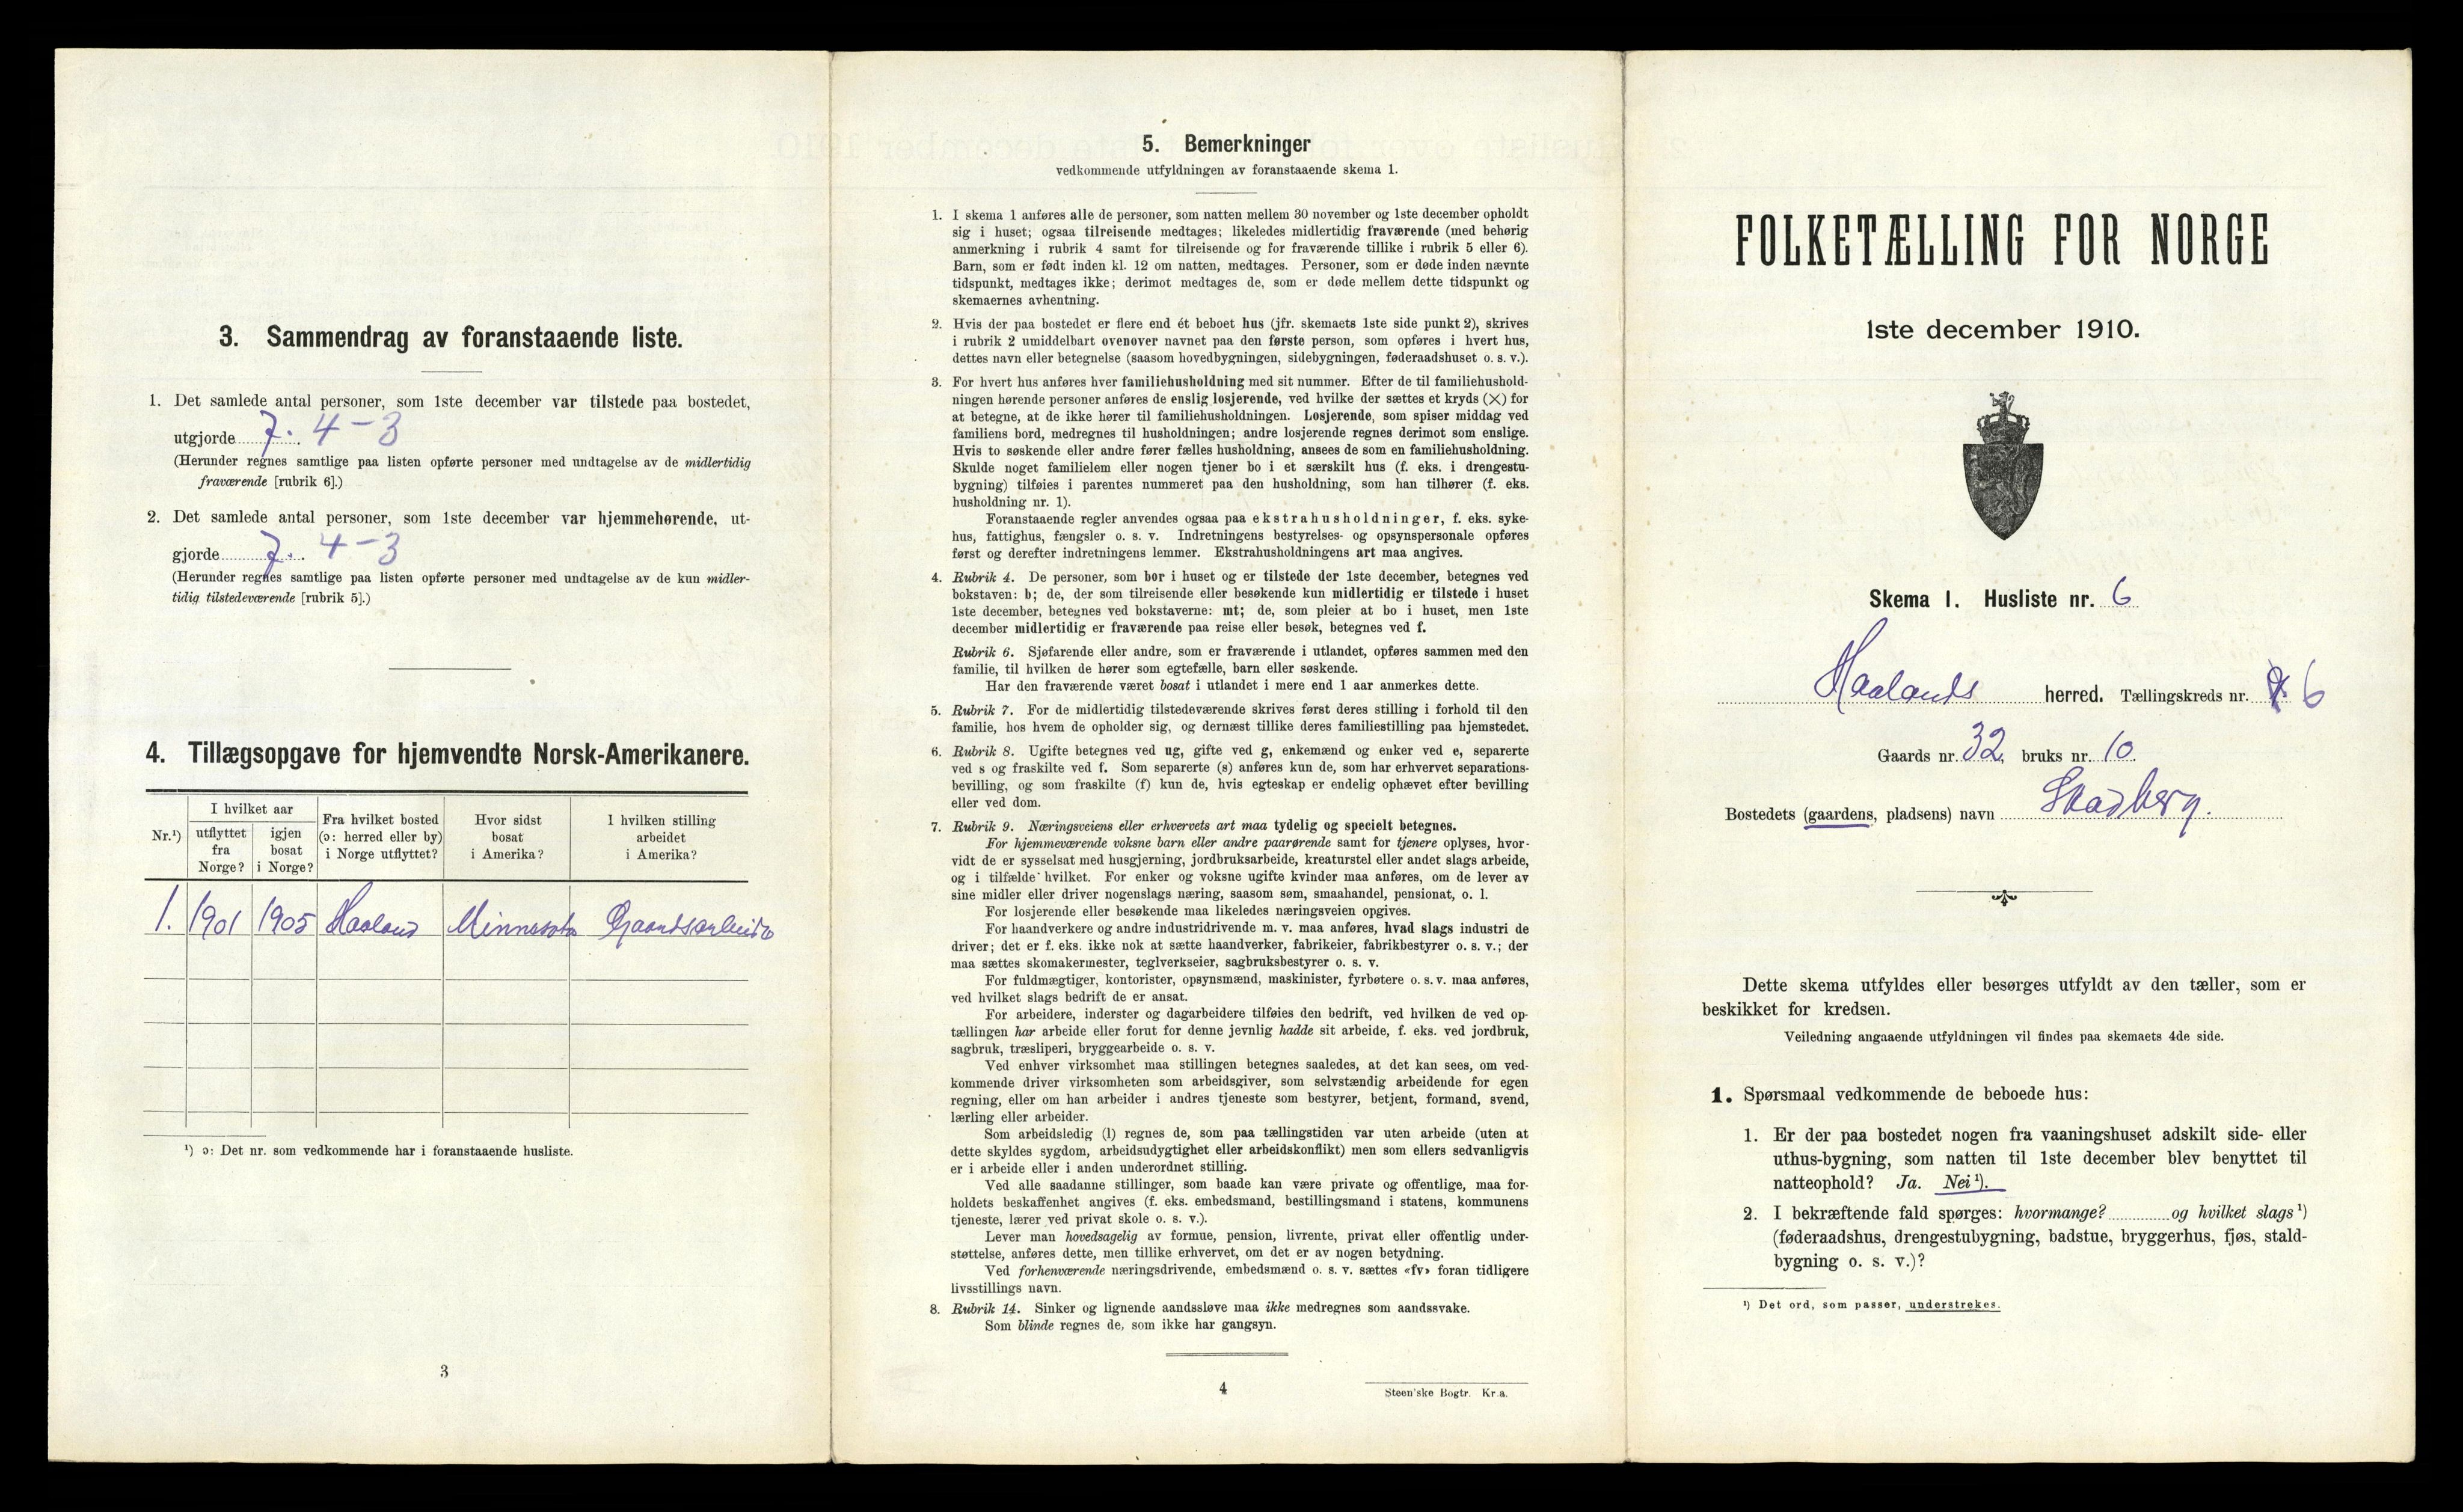 3. Sammendrag av foranstaaende liste.
1. Det samlede antal personer, som 1ste december var tilstede paa bostedet,
utgjorde 7. 4-3
(Herunder regnes samtlige paa listen opførte personer med undtagelse av de midlertidig
fraværende [rubrik 6].)
2. Det samlede antal personer, som 1ste december var hjemmehørende, ut-
gjorde 7. 4-3
(Herunder regnes samtlige paa listen opførte personer med undtagelse av de kun midler-
tidig tilstedeværende [rubrik 5].)
4. Tillægsopgave for hjemvendte Norsk-Amerikanere.
Nr.¹) I hvilket aar utflyttet fra Norge? igjen bosat i Norge? Fra hvilket bosted (ɔ: herred eller by) i Norge utflyttet? Hvor sidst bosat i Amerika? I hvilken stilling arbeidet i Amerika?
1. 1901 1905 Haaland Minnesota Gaardsarbeide
¹) ɔ: Det nr. som vedkommende har i foranstaaende husliste.
3
5. Bemerkninger
vedkommende utfyldningen av foranstaaende skema 1.
1. I skema 1 anføres alle de personer, som natten mellem 30 november og 1ste december opholdt
sig i huset; ogsaa tilreisende medtages; likeledes midlertidig fraværende (med behørig
anmerkning i rubrik 4 samt for tilreisende og for fraværende tillike i rubrik 5 eller 6).
Barn, som er født inden kl. 12 om natten, medtages. Personer, som er døde inden nævnte
tidspunkt, medtages ikke; derimot medtages de, som er døde mellem dette tidspunkt og
skemaernes avhentning.
2. Hvis der paa bostedet er flere end ét beboet hus (jfr. skemaets 1ste side punkt 2), skrives
i rubrik 2 umiddelbart ovenover navnet paa den første person, som opføres i hvert hus,
dettes navn eller betegnelse (saasom hovedbygningen, sidebygningen, føderaadshuset o. s. v.).
3. For hvert hus anføres hver familiehusholdning med sit nummer. Efter de til familiehushold-
ningen hørende personer anføres de enslig losjerende, ved hvilke der sættes et kryds (×) for
at betegne, at de ikke hører til familiehusholdningen. Losjerende, som spiser middag ved
familiens bord, medregnes til husholdningen; andre losjerende regnes derimot som enslige.
Hvis to søskende eller andre fører fælles husholdning, ansees de som en familiehusholdning.
Skulde noget familielem eller nogen tjener bo i et særskilt hus (f. eks. i drengestu-
bygning) tilføies i parentes nummeret paa den husholdning, som han tilhører (f. eks.
husholdning nr. 1).
Foranstaaende regler anvendes ogsaa paa ekstrahusholdninger, f. eks. syke-
hus, fattighus, fængsler o. s. v. Indretningens bestyrelses- og opsynspersonale opføres
først og derefter indretningens lemmer. Ekstrahusholdningens art maa angives.
4. Rubrik 4. De personer, som bor i huset og er tilstede der 1ste december, betegnes ved
bokstaven: b; de, der som tilreisende eller besøkende kun midlertidig er tilstede i huset
1ste december, betegnes ved bokstaverne: mt; de, som pleier at bo i huset, men 1ste
december midlertidig er fraværende paa reise eller besøk, betegnes ved f.
Rubrik 6. Sjøfarende eller andre, som er fraværende i utlandet, opføres sammen med den
familie, til hvilken de hører som egtefælle, barn eller søskende.
Har den fraværende været bosat i utlandet i mere end 1 aar anmerkes dette.
5. Rubrik 7. For de midlertidig tilstedeværende skrives først deres stilling i forhold til den
familie, hos hvem de opholder sig, og dernæst tillike deres familiestilling paa hjemstedet.
6. Rubrik 8. Ugifte betegnes ved ug, gifte ved g, enkemænd og enker ved e, separerte
ved s og fraskilte ved f. Som separerte (s) anføres kun de, som har erhvervet separations-
bevilling, og som fraskilte (f) kun de, hvis egteskap er endelig ophævet efter bevilling
eller ved dom.
7. Rubrik 9. Næringsveiens eller erhvervets art maa tydelig og specielt betegnes.
For hjemmeværende voksne barn eller andre paarørende samt for tjenere oplyses, hvor-
vidt de er sysselsat med husgjerning, jordbruksarbeide, kreaturstel eller andet slags arbeide,
og i tilfælde hvilket. For enker og voksne ugifte kvinder maa anføres, om de lever av
sine midler eller driver nogenslags næring, saasom søm, smaahandel, pensionat, o. l.
For losjerende eller besøkende maa likeledes næringsveien opgives.
For haandverkere og andre industridrivende m. v. maa anføres, hvad slags industri de
driver; det er f. eks. ikke nok at sætte haandverker, fabrikeier, fabrikbestyrer o. s. v.; der
maa sættes skomakermester, teglverkseier, sagbruksbestyrer o. s. v.
For fuldmægtiger, kontorister, opsynsmænd, maskinister, fyrbøtere o. s. v. maa anføres,
ved hvilket slags bedrift de er ansat.
For arbeidere, inderster og dagarbeidere tilføies den bedrift, ved hvilken de ved op-
tællingen har arbeide eller forut for denne jevnlig hadde sit arbeide, f. eks. ved jordbruk,
sagbruk, træsliperi, bryggearbeide o. s. v.
Ved enhver virksomhet maa stillingen betegnes saaledes, at det kan sees, om ved-
kommende driver virksomheten som arbeidsgiver, som selvstændig arbeidende for egen
regning, eller om han arbeider i andres tjeneste som bestyrer, betjent, formand, svend,
lærling eller arbeider.
Som arbeidsledig (l) regnes de, som paa tællingstiden var uten arbeide (uten at
dette skyldes sygdom, arbeidsudygtighet eller arbeidskonflikt) men som ellers sedvanligvis
er i arbeide eller i anden underordnet stilling.
Ved alle saadanne stillinger, som baade kan være private og offentlige, maa for-
holdets beskaffenhet angives (f. eks. embedsmand, bestillingsmand i statens, kommunens
tjeneste, lærer ved privat skole o. s. v.).
Lever man hovedsagelig av formue, pension, livrente, privat eller offentlig under-
støttelse, anføres dette, men tillike erhvervet, om det er av nogen betydning.
Ved forhenværende næringsdrivende, embedsmænd o. s. v. sættes «fv» foran tidligere
livsstillings navn.
8. Rubrik 14. Sinker og lignende aandssløve maa ikke medregnes som aandssvake.
Som blinde regnes de, som ikke har gangsyn.
4
Steen'ske Bogtr. Kr.a.
FOLKETÆLLING FOR NORGE
1ste december 1910.
Skema 1. Husliste nr. 6
Haalands herred. Tællingskreds nr. 6
Gaards nr. 32, bruks nr. 10.
Bostedets (gaardens, pladsens) navn Skadberg.
Dette skema utfyldes eller besørges utfyldt av den tæller, som er
beskikket for kredsen.
Veiledning angaaende utfyldningen vil findes paa skemaets 4de side.
1. Spørsmaal vedkommende de beboede hus:
1. Er der paa bostedet nogen fra vaaningshuset adskilt side- eller
uthus-bygning, som natten til 1ste december blev benyttet til
natteophold? Ja. Nei¹).
2. I bekræftende fald spørges: hvormange? og hvilket slags¹)
(føderaadshus, drengestubygning, badstue, bryggerhus, fjøs, stald-
bygning o. s. v.)?
¹) Det ord, som passer, understrekes.